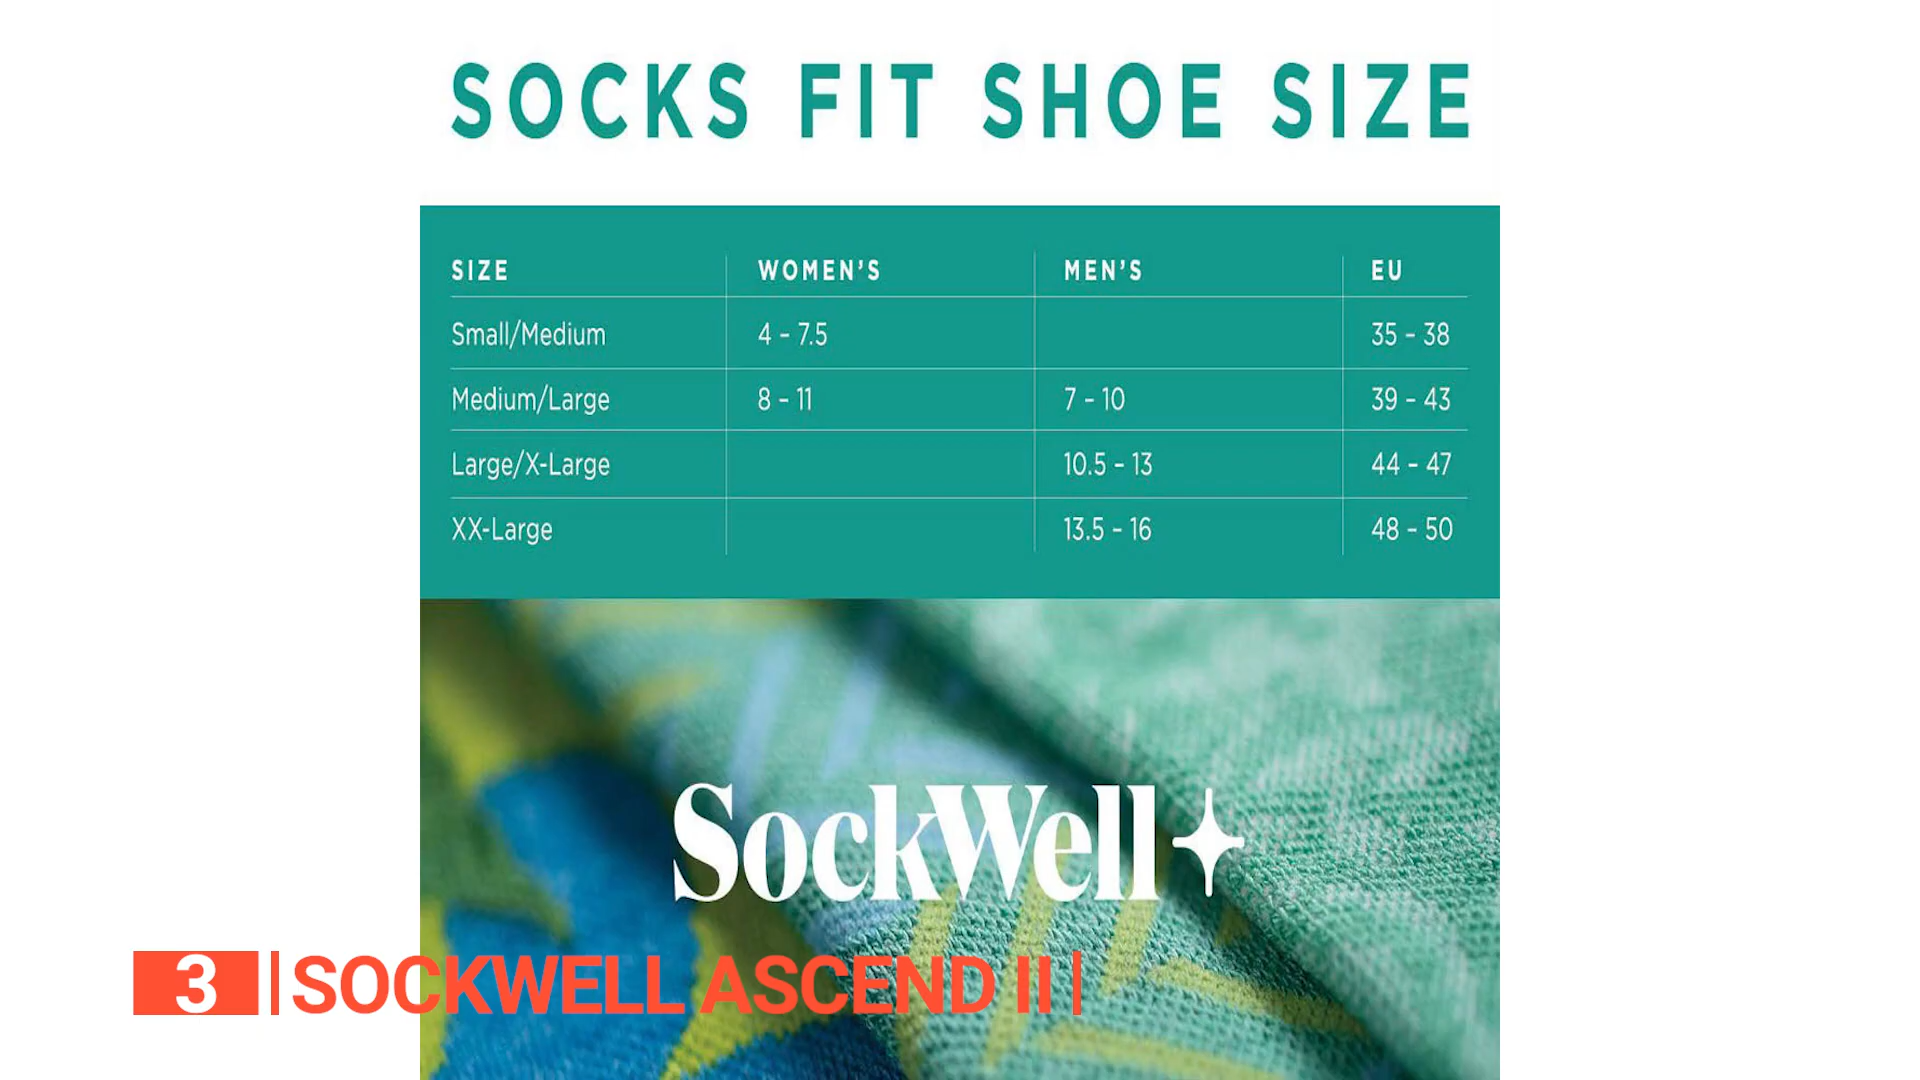 SOCKS FIT SHOE SIZE
SIZE WOMEN'S MEN'S EU
Small/Medium 4 - 7.5 35 - 38
Medium/Large 8 - 11 7 - 10 39 - 43
Large/X-Large 10.5 - 13 44 - 47
XX-Large 13.5 - 16 48 - 50
SockWell
3 SOCKWELL ASCEND II